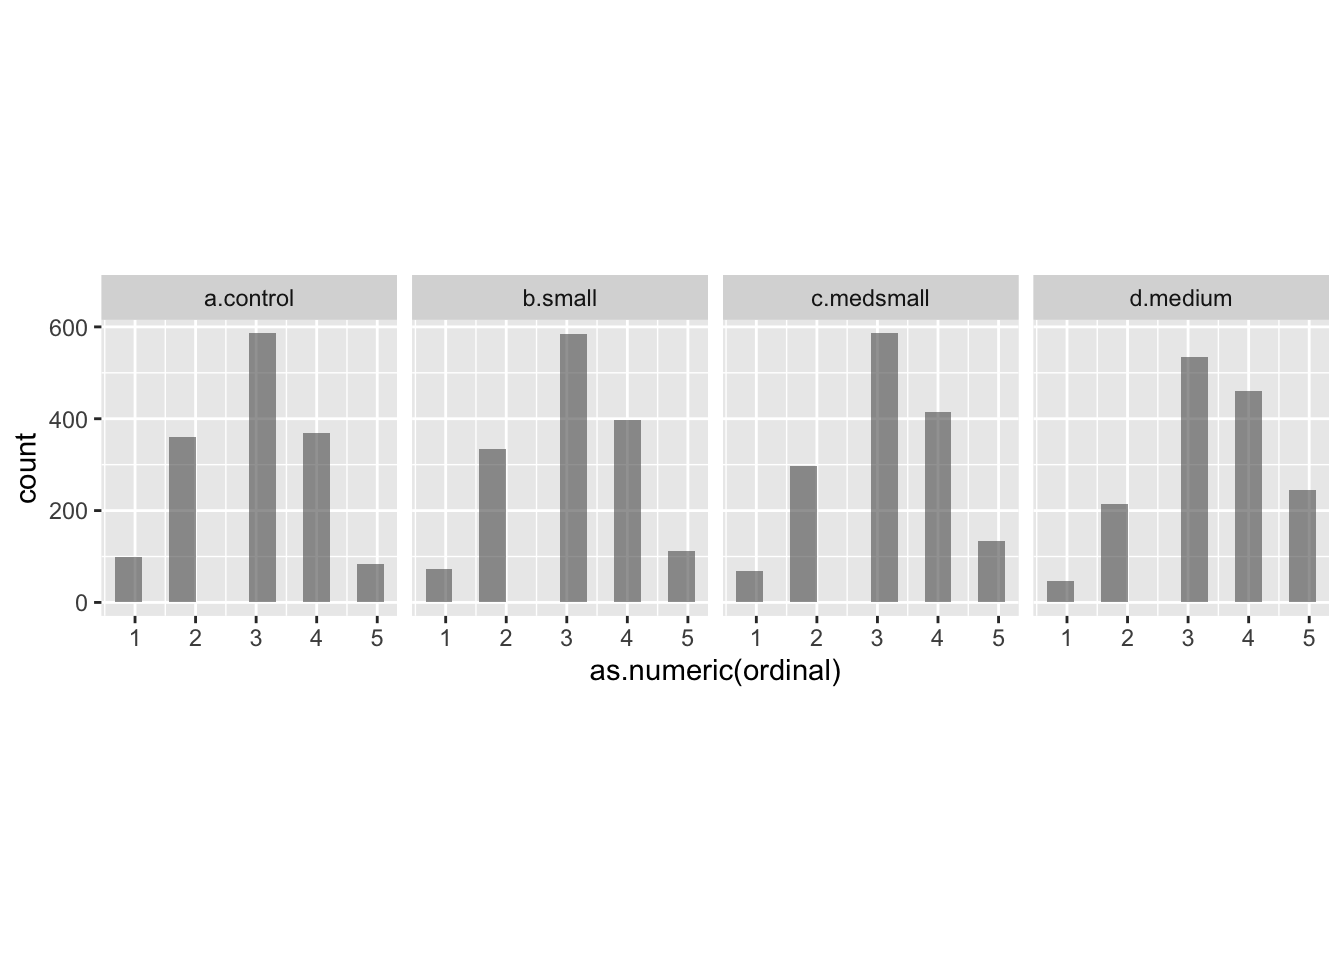 a.control b.small c.medsmall d.medium
600
400
200
0
count
1 2 3 4 5 1 2 3 4 5 1 2 3 4 5 1 2 3 4 5
as.numeric(ordinal)